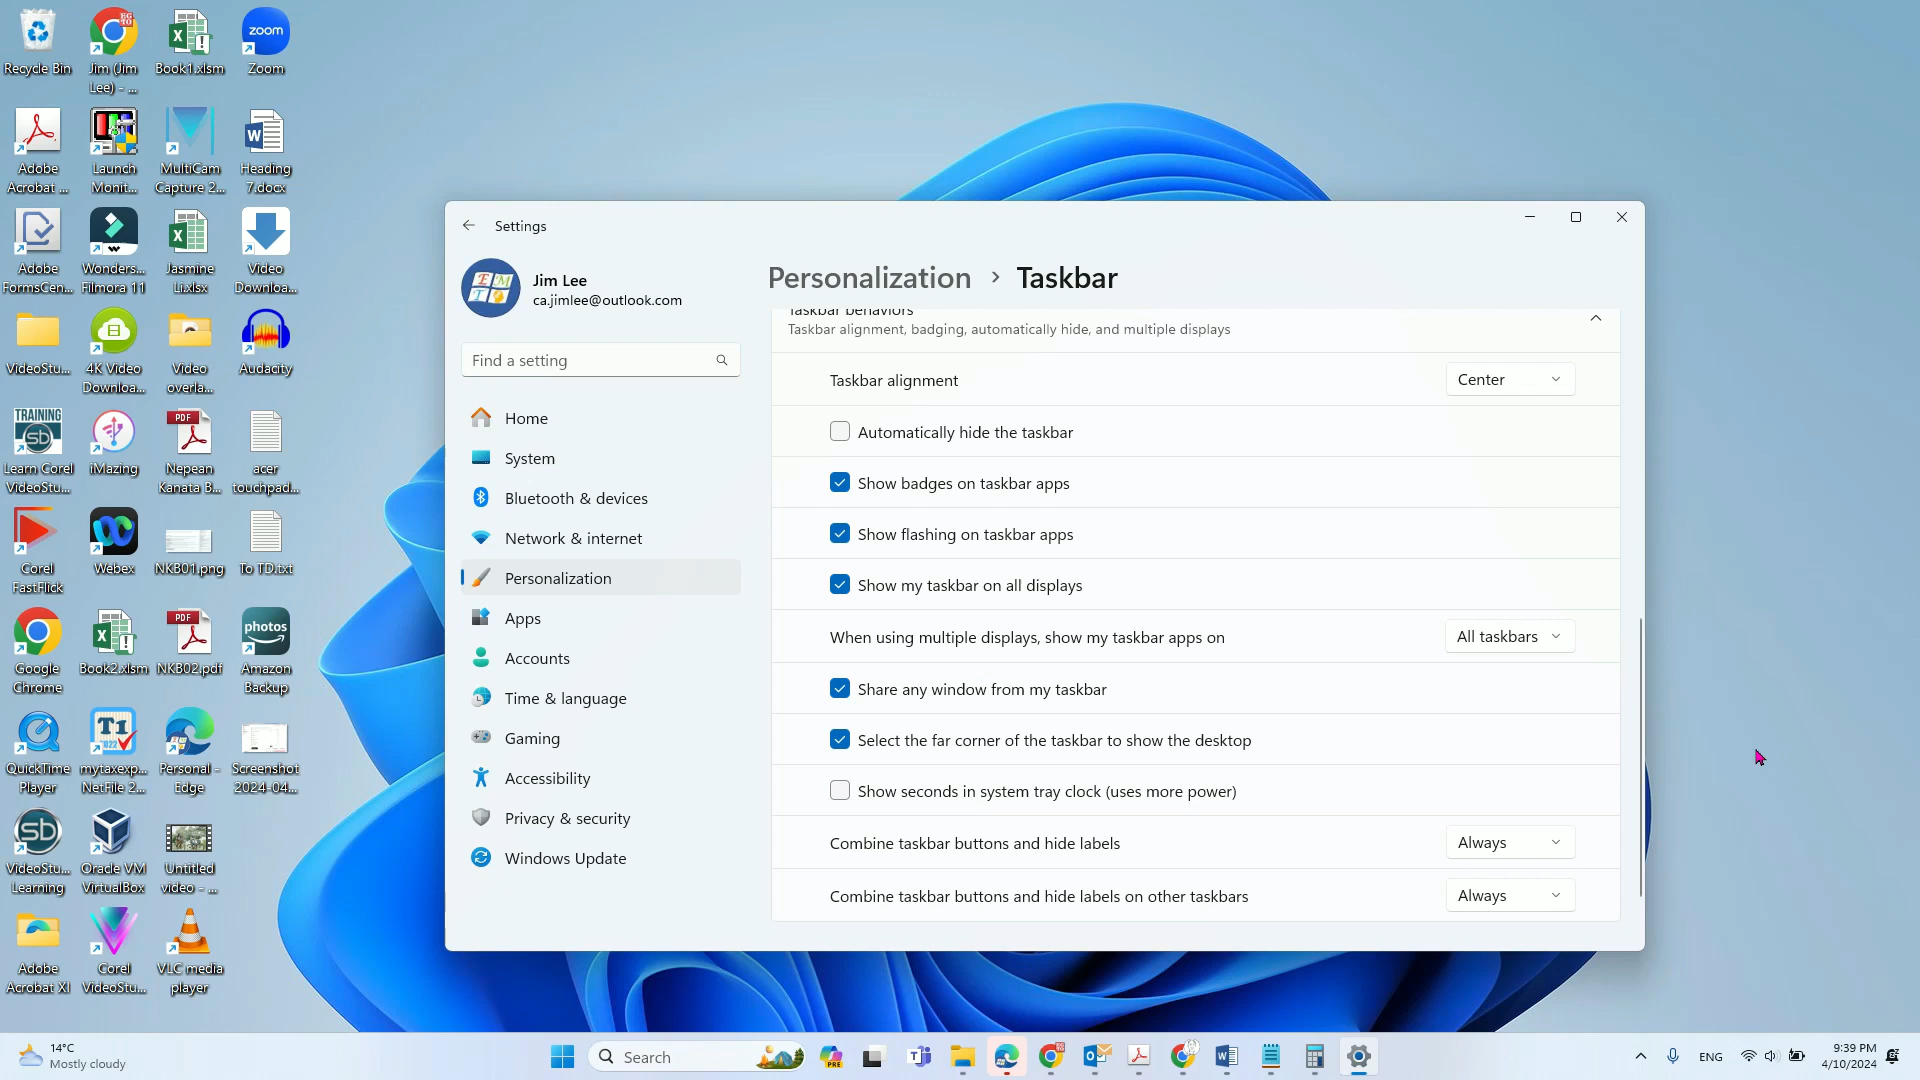 Recycle Bin
Jim (Jim
Lee) - ...
Book1.xlsm
zoom
Zoom
Adobe
Acrobat ...
Launch
Monit...
MultiCam
Capture 2...
Heading
7.docx
Adobe
FormsCen...
Wonders...
Filmora 11
Jasmine
Li.xlsx
Video
Downloa...
VideoStu...
4K Video
Downloa...
Video
overla...
Audacity
TRAINING
sb
Learn Corel
VideoStu...
iMazing
PDF
Nepean
Kanata B...
acer
touchpad...
Corel
FastFlick
Webex
NKB01.png
To TD.txt
Google
Chrome
Book2.xlsm
PDF
NKB02.pdf
photos
Amazon
Backup
QuickTime
Player
T1
2022
mytaxexp...
NetFile 2...
Personal -
Edge
Screenshot
2024-04...
sb
VideoStu...
Learning
Oracle VM
VirtualBox
Untitled
video - ...
Adobe
Acrobat XI
Corel
VideoStu...
VLC media
player
Settings
EMT
Jim Lee
ca.jimlee@outlook.com
Find a setting
Home
System
Bluetooth & devices
Network & internet
Personalization
Apps
Accounts
Time & language
Gaming
Accessibility
Privacy & security
Windows Update
Personalization > Taskbar
Taskbar behaviors
Taskbar alignment, badging, automatically hide, and multiple displays
Taskbar alignment
Center
Automatically hide the taskbar
Show badges on taskbar apps
Show flashing on taskbar apps
Show my taskbar on all displays
When using multiple displays, show my taskbar apps on
All taskbars
Share any window from my taskbar
Select the far corner of the taskbar to show the desktop
Show seconds in system tray clock (uses more power)
Combine taskbar buttons and hide labels
Always
Combine taskbar buttons and hide labels on other taskbars
Always
14°C
Mostly cloudy
Search
PRE
ENG
9:39 PM
4/10/2024